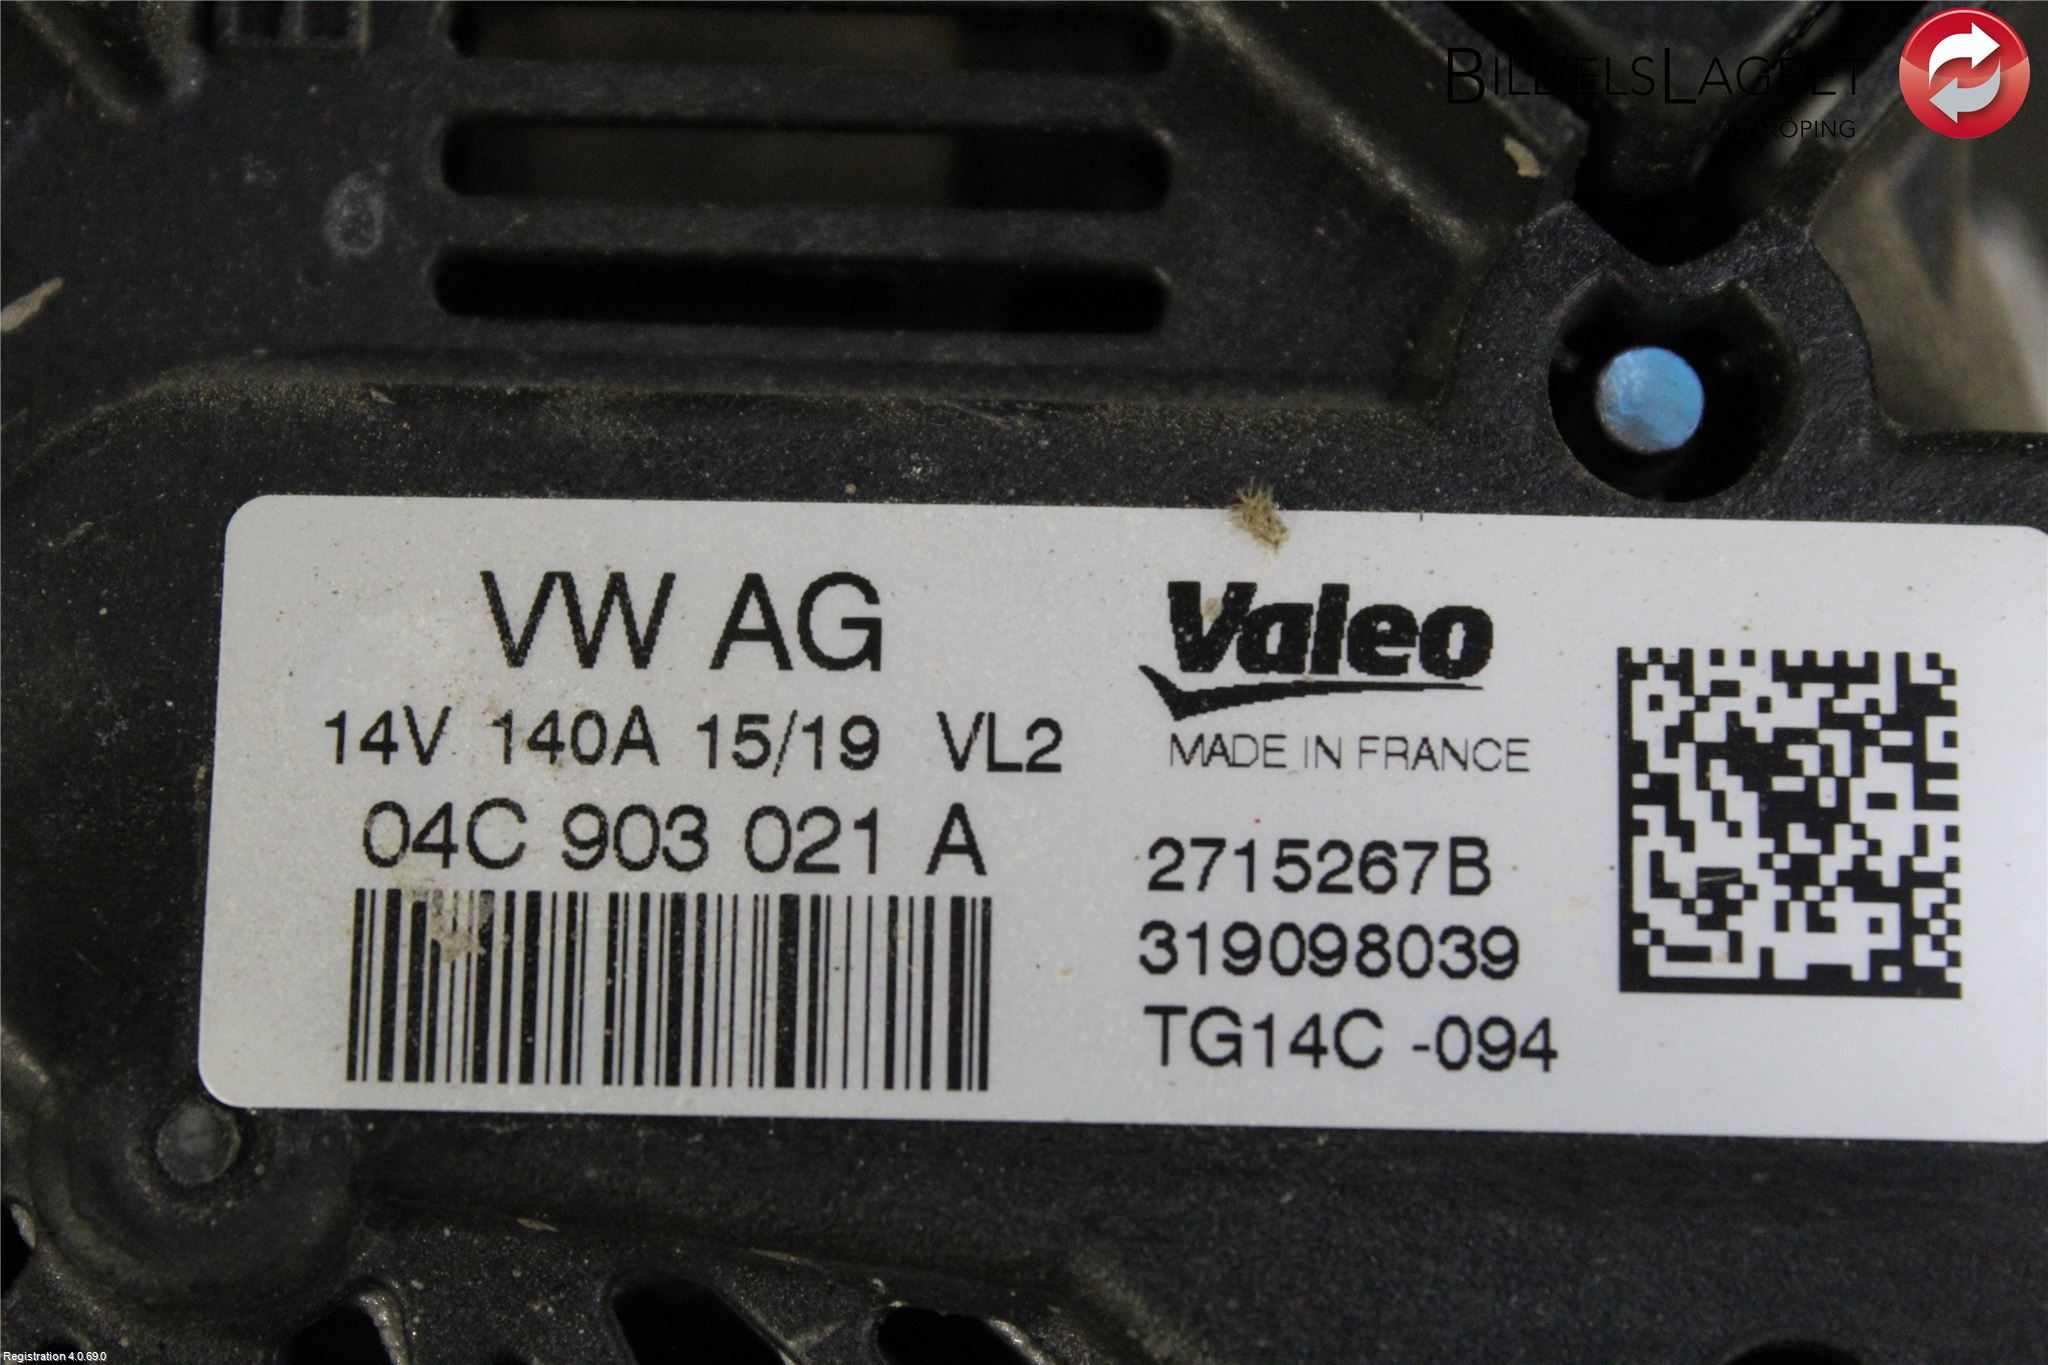 BILDELSLAGRET
VW AG
14V 140A 15/19 VL2
04C 903 021 A
Valeo
MADE IN FRANCE
2715267B
319098039
TG14C -094
Registration 4.0.69.0